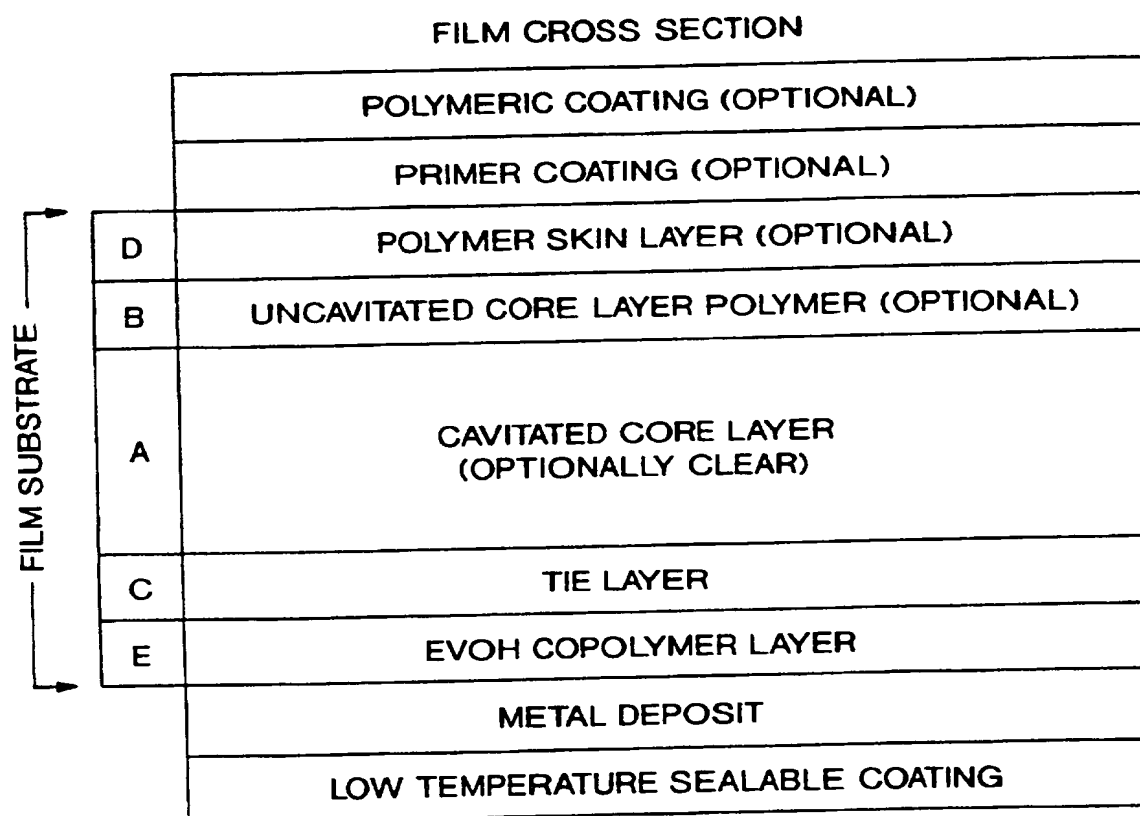 FILM CROSS SECTION
POLYMERIC COATING (OPTIONAL)
PRIMER COATING (OPTIONAL)
D POLYMER SKIN LAYER (OPTIONAL)
B UNCAVITATED CORE LAYER POLYMER (OPTIONAL)
FILM SUBSTRATE
A CAVITATED CORE LAYER
(OPTIONALLY CLEAR)
C TIE LAYER
E EVOH COPOLYMER LAYER
METAL DEPOSIT
LOW TEMPERATURE SEALABLE COATING